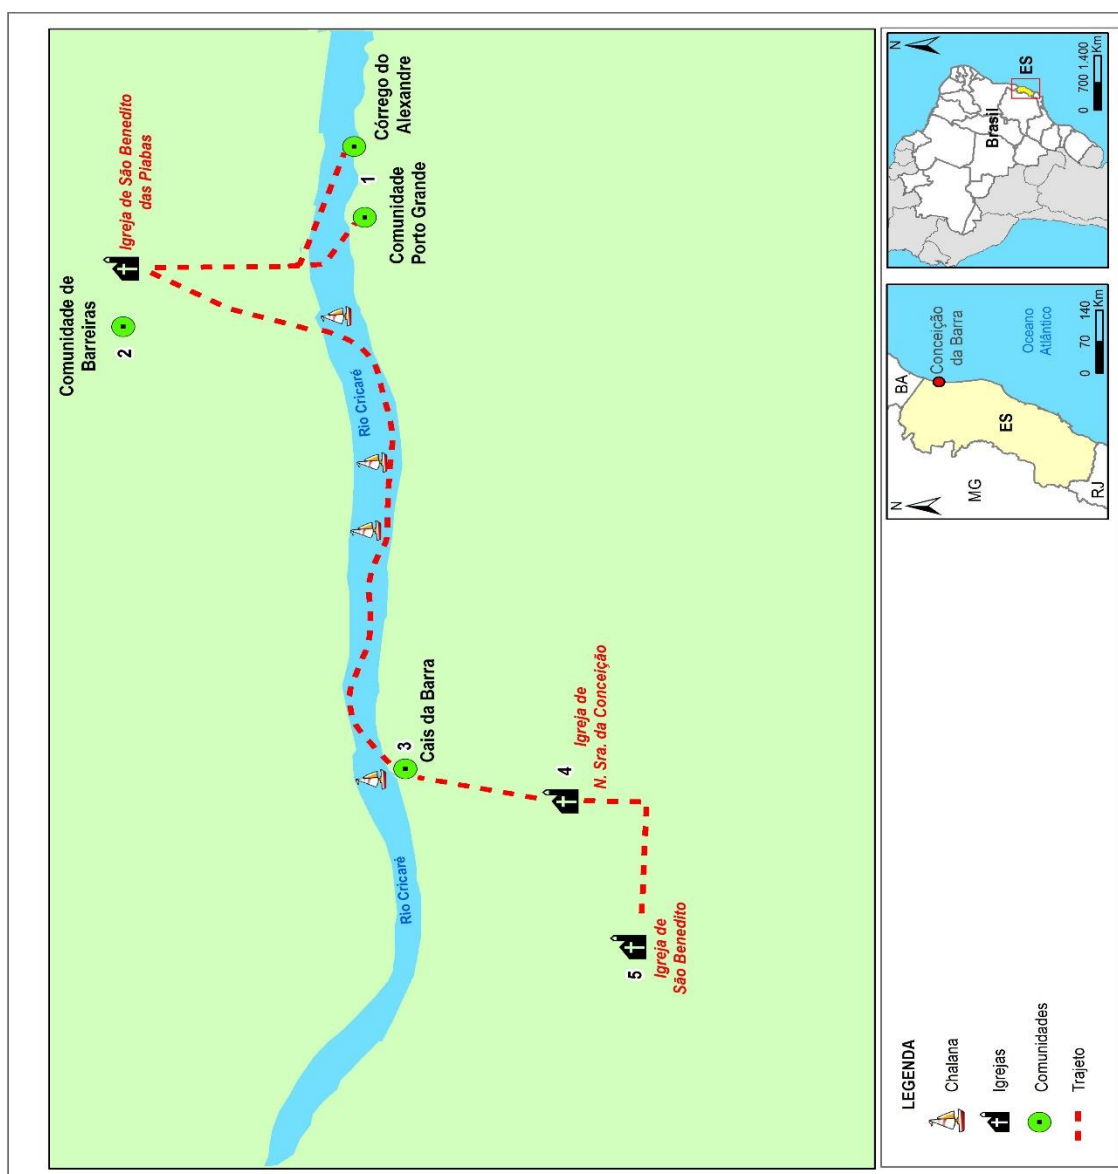 Comunidade de
Barreiras
2
Igreja de São Benedito
das Piabas
Rio Cricaré
Córrego do
Alexandre
1
Comunidade
Porto Grande
3
Cais da Barra
Rio Cricaré
4
Igreja de
N. Sra. da Conceição
5
Igreja de
São Benedito
LEGENDA
Chalana
Igrejas
Comunidades
Trajeto
N
BA
MG
Conceição
da Barra
ES
Oceano
Atlântico
RJ
0 70 140
Km
N
Brasil
ES
0 700 1.400
Km